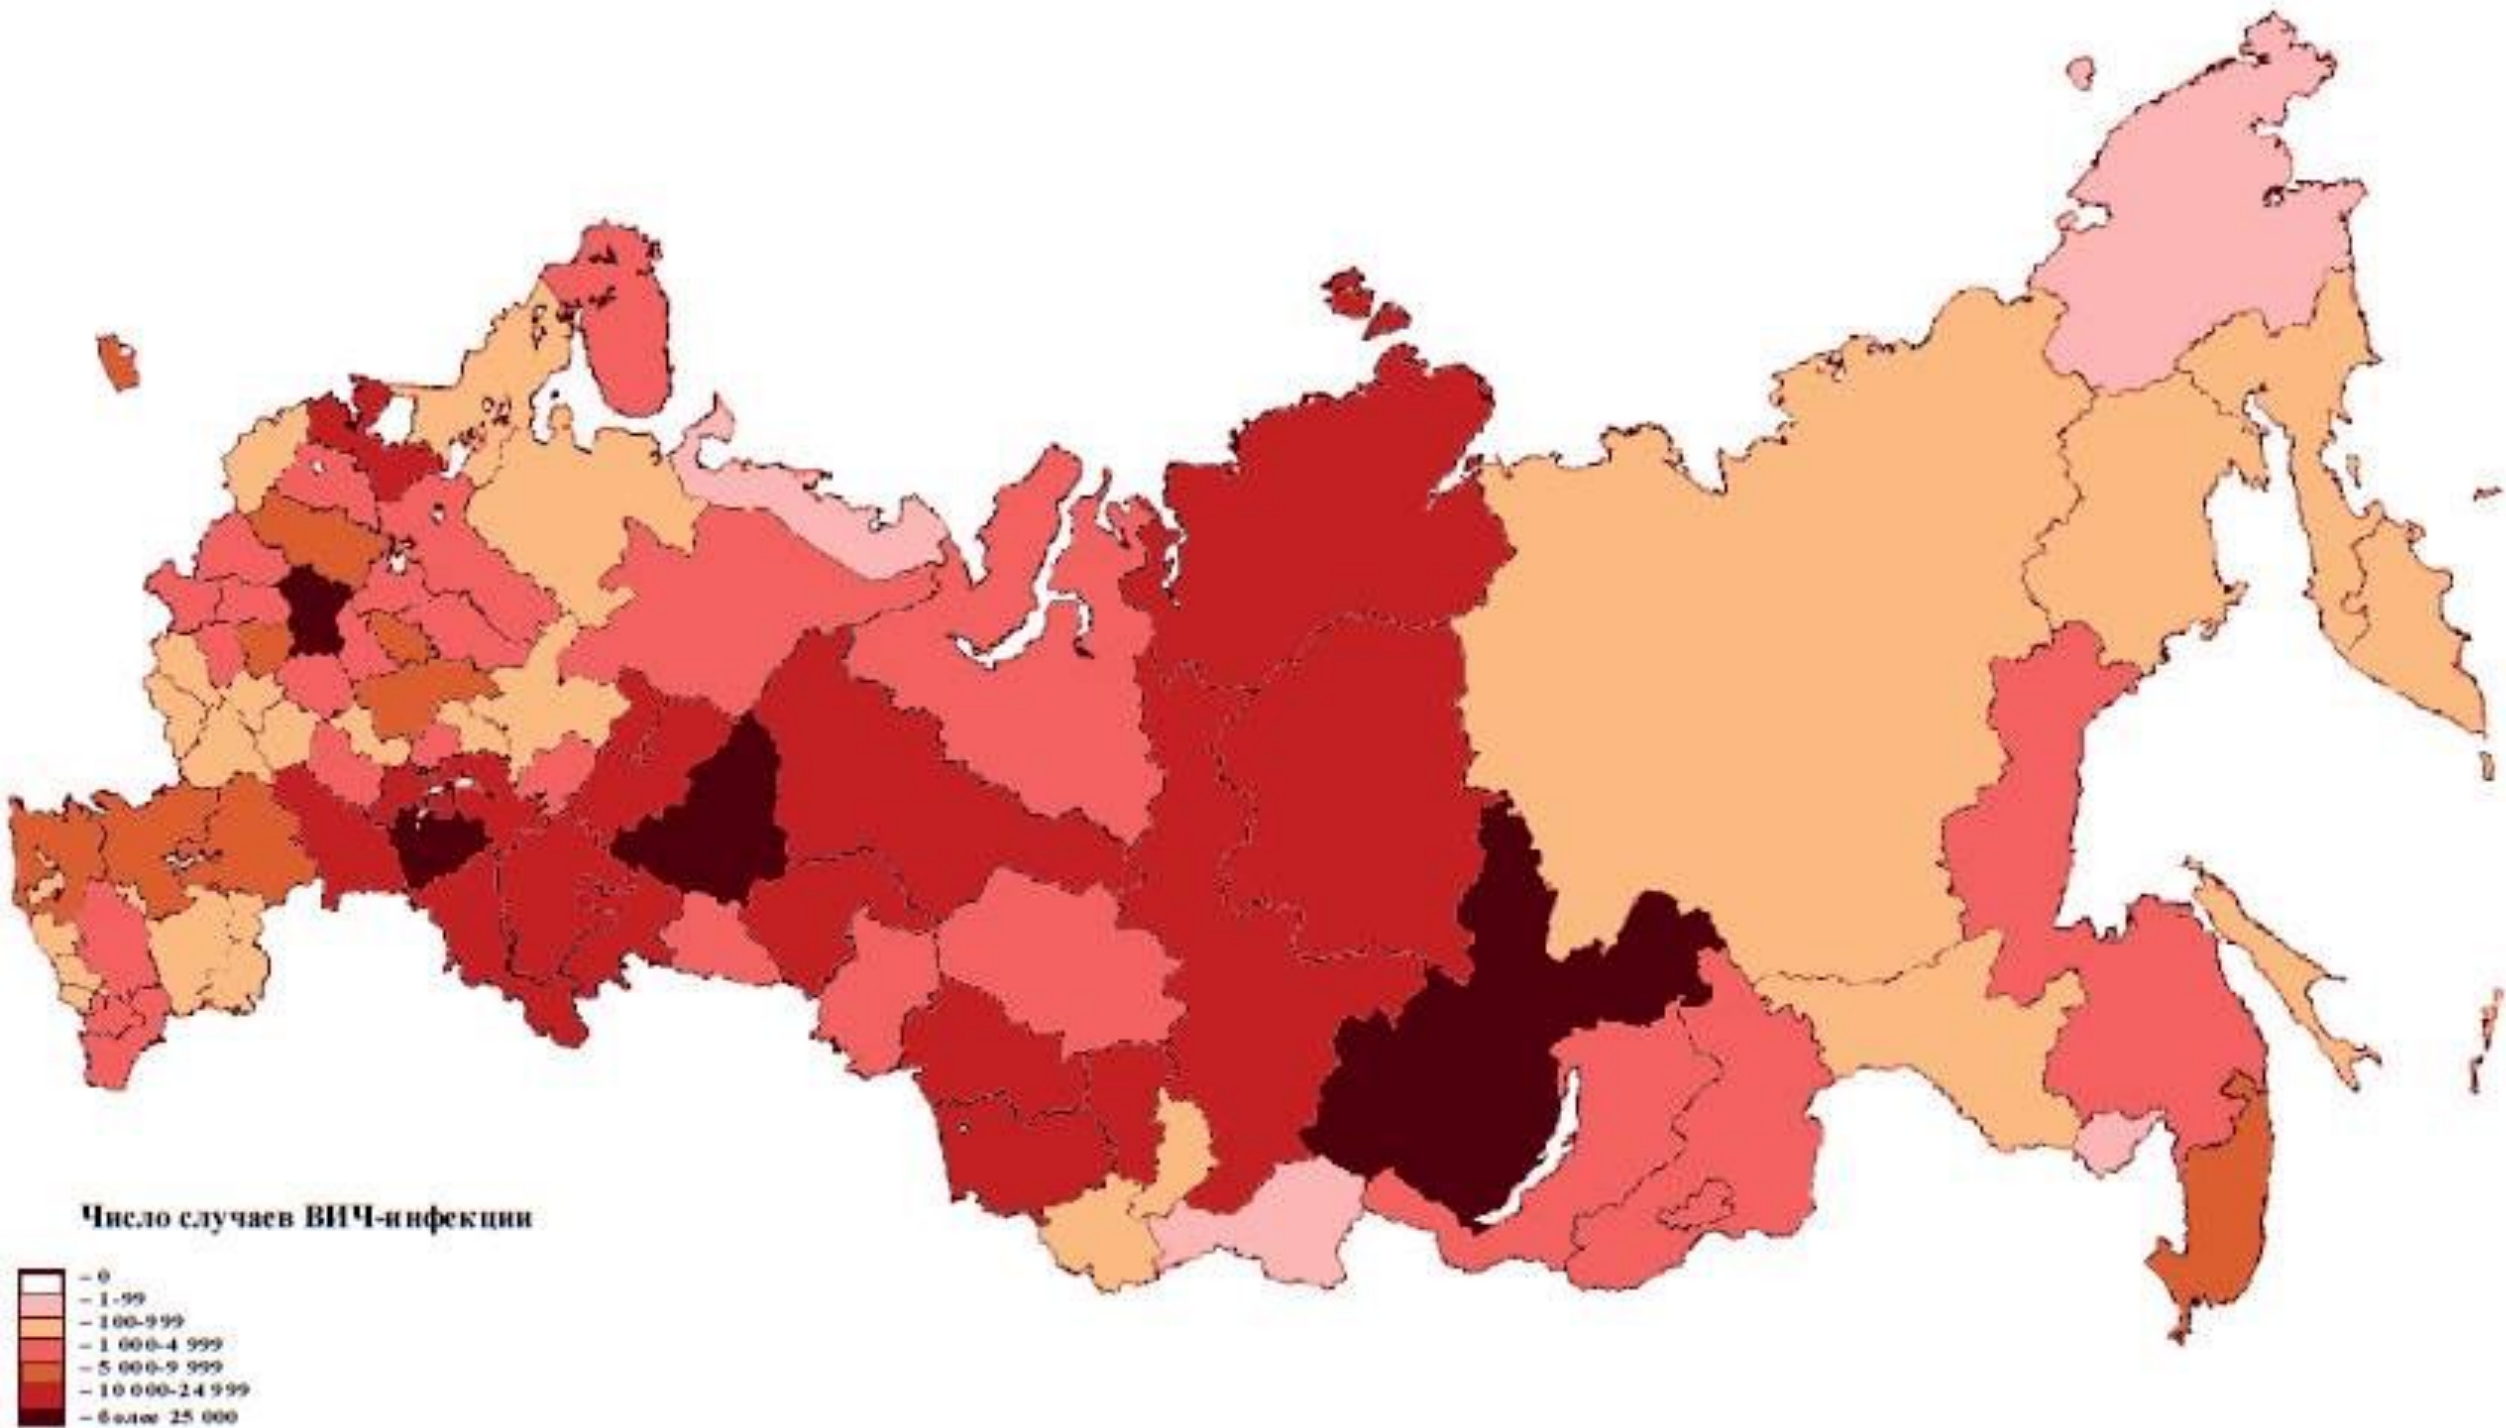 Число случаев ВИЧ-инфекции
– 0
– 1-99
– 100-999
– 1 000-4 999
– 5 000-9 999
– 10 000-24 999
– более 25 000